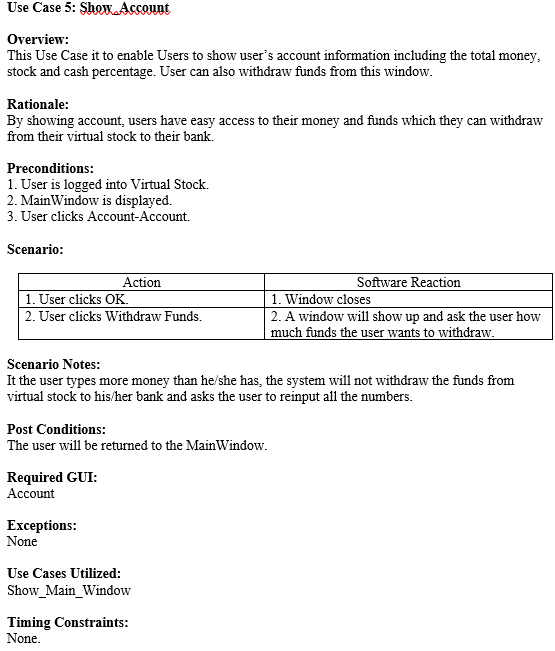 Use Case 5: Show_Account
Overview:
This Use Case it to enable Users to show user's account information including the total money,
stock and cash percentage. User can also withdraw funds from this window.
Rationale:
By showing account, users have easy access to their money and funds which they can withdraw
from their virtual stock to their bank.
Preconditions:
1. User is logged into Virtual Stock.
2. MainWindow is displayed.
3. User clicks Account-Account.
Scenario:
Action
Software Reaction
1. User clicks OK.
1. Window closes
2. User clicks Withdraw Funds.
2. A window will show up and ask the user how
much funds the user wants to withdraw.
Scenario Notes:
It the user types more money than he/she has, the system will not withdraw the funds from
virtual stock to his/her bank and asks the user to reinput all the numbers.
Post Conditions:
The user will be returned to the MainWindow.
Required GUI:
Account
Exceptions:
None
Use Cases Utilized:
Show_Main_Window
Timing Constraints:
None.